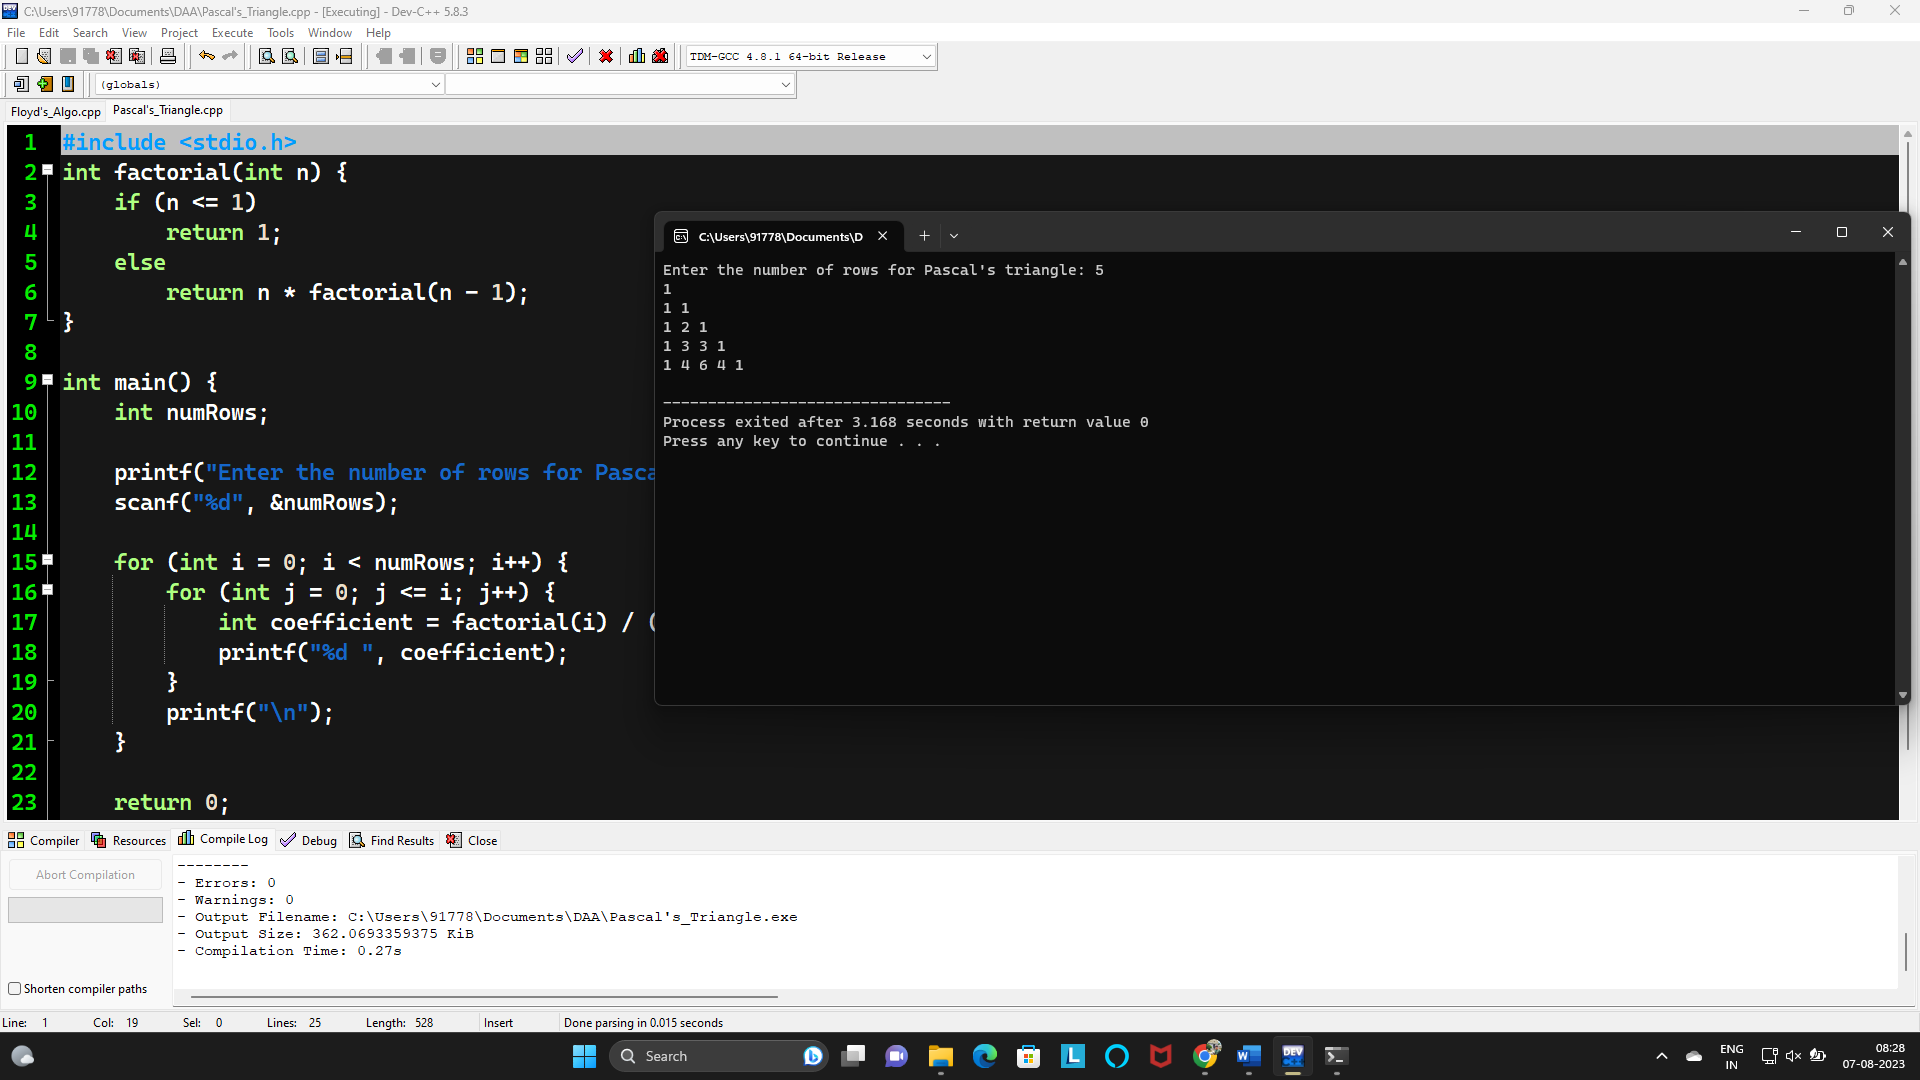 C:\Users\91778\Documents\DAA\Pascal's_Triangle.cpp - [Executing] - Dev-C++ 5.8.3
File Edit Search View Project Execute Tools Window Help
TDM-GCC 4.8.1 64-bit Release
(globals)
Floyd's_Algo.cpp Pascal's_Triangle.cpp
1 #include <stdio.h>
2 int factorial(int n) {
3 if (n <= 1)
4 return 1;
5 else
6 return n * factorial(n - 1);
7 }
8
9 int main() {
10 int numRows;
11
12 printf("Enter the number of rows for Pasca
13 scanf("%d", &numRows);
14
15 for (int i = 0; i < numRows; i++) {
16 for (int j = 0; j <= i; j++) {
17 int coefficient = factorial(i) / (
18 printf("%d ", coefficient);
19 }
20 printf("\n");
21 }
22
23 return 0;
C:\Users\91778\Documents\D
Enter the number of rows for Pascal's triangle: 5
1
1 1
1 2 1
1 3 3 1
1 4 6 4 1
--------------------------------
Process exited after 3.168 seconds with return value 0
Press any key to continue . . .
Compiler Resources Compile Log Debug Find Results Close
Abort Compilation
Shorten compiler paths
--------
- Errors: 0
- Warnings: 0
- Output Filename: C:\Users\91778\Documents\DAA\Pascal's_Triangle.exe
- Output Size: 362.0693359375 KiB
- Compilation Time: 0.27s
Line: 1 Col: 19 Sel: 0 Lines: 25 Length: 528 Insert Done parsing in 0.015 seconds
Search
L
W
DEV
ENG
IN
08:28
07-08-2023